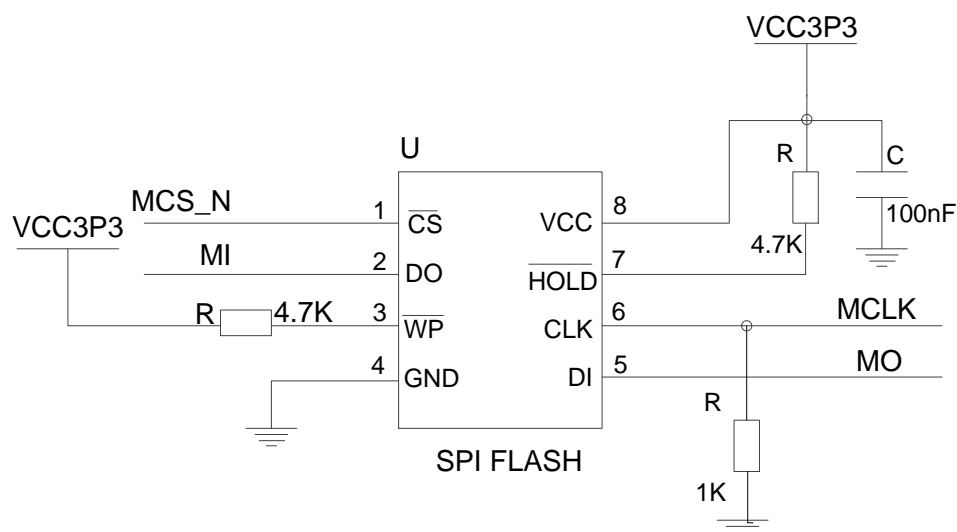 VCC3P3
U
R
C
MCS_N
1
CS
VCC
8
100nF
VCC3P3
4.7K
MI
2
DO
HOLD
7
R
4.7K
3
WP
CLK
6
MCLK
4
GND
DI
5
MO
R
SPI FLASH
1K